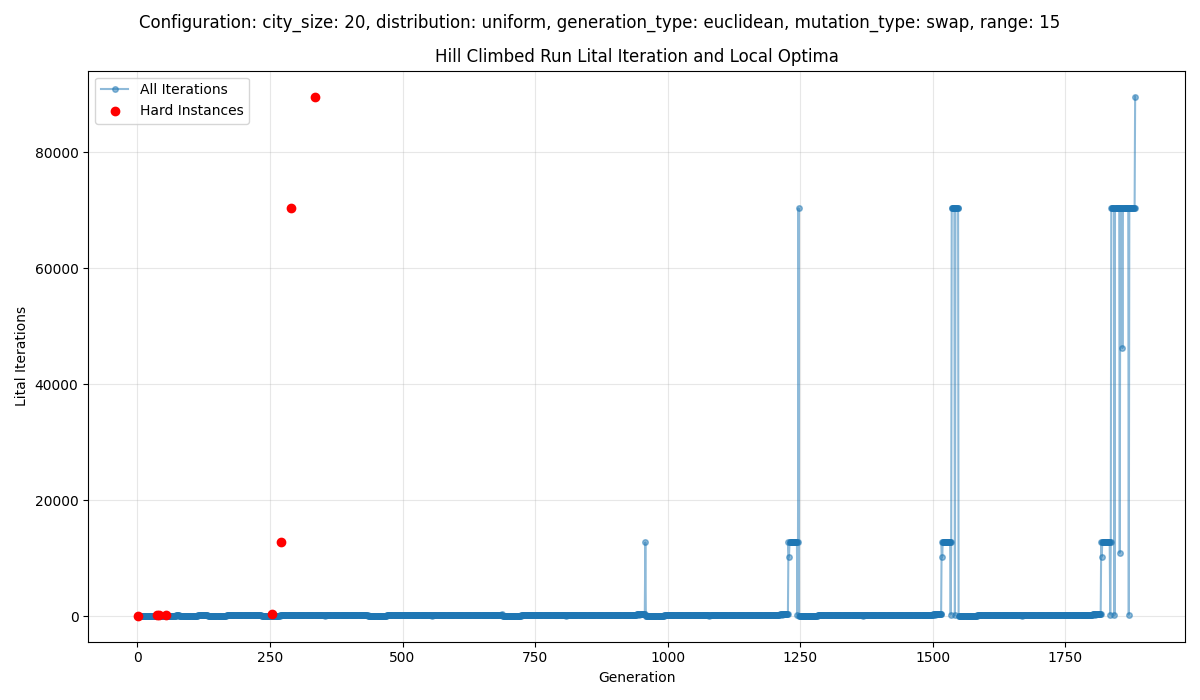 Configuration: city_size: 20, distribution: uniform, generation_type: euclidean, mutation_type: swap, range: 15
Hill Climbed Run Lital Iteration and Local Optima
All Iterations
Hard Instances
Lital Iterations
80000
60000
40000
20000
0
0 250 500 750 1000 1250 1500 1750
Generation